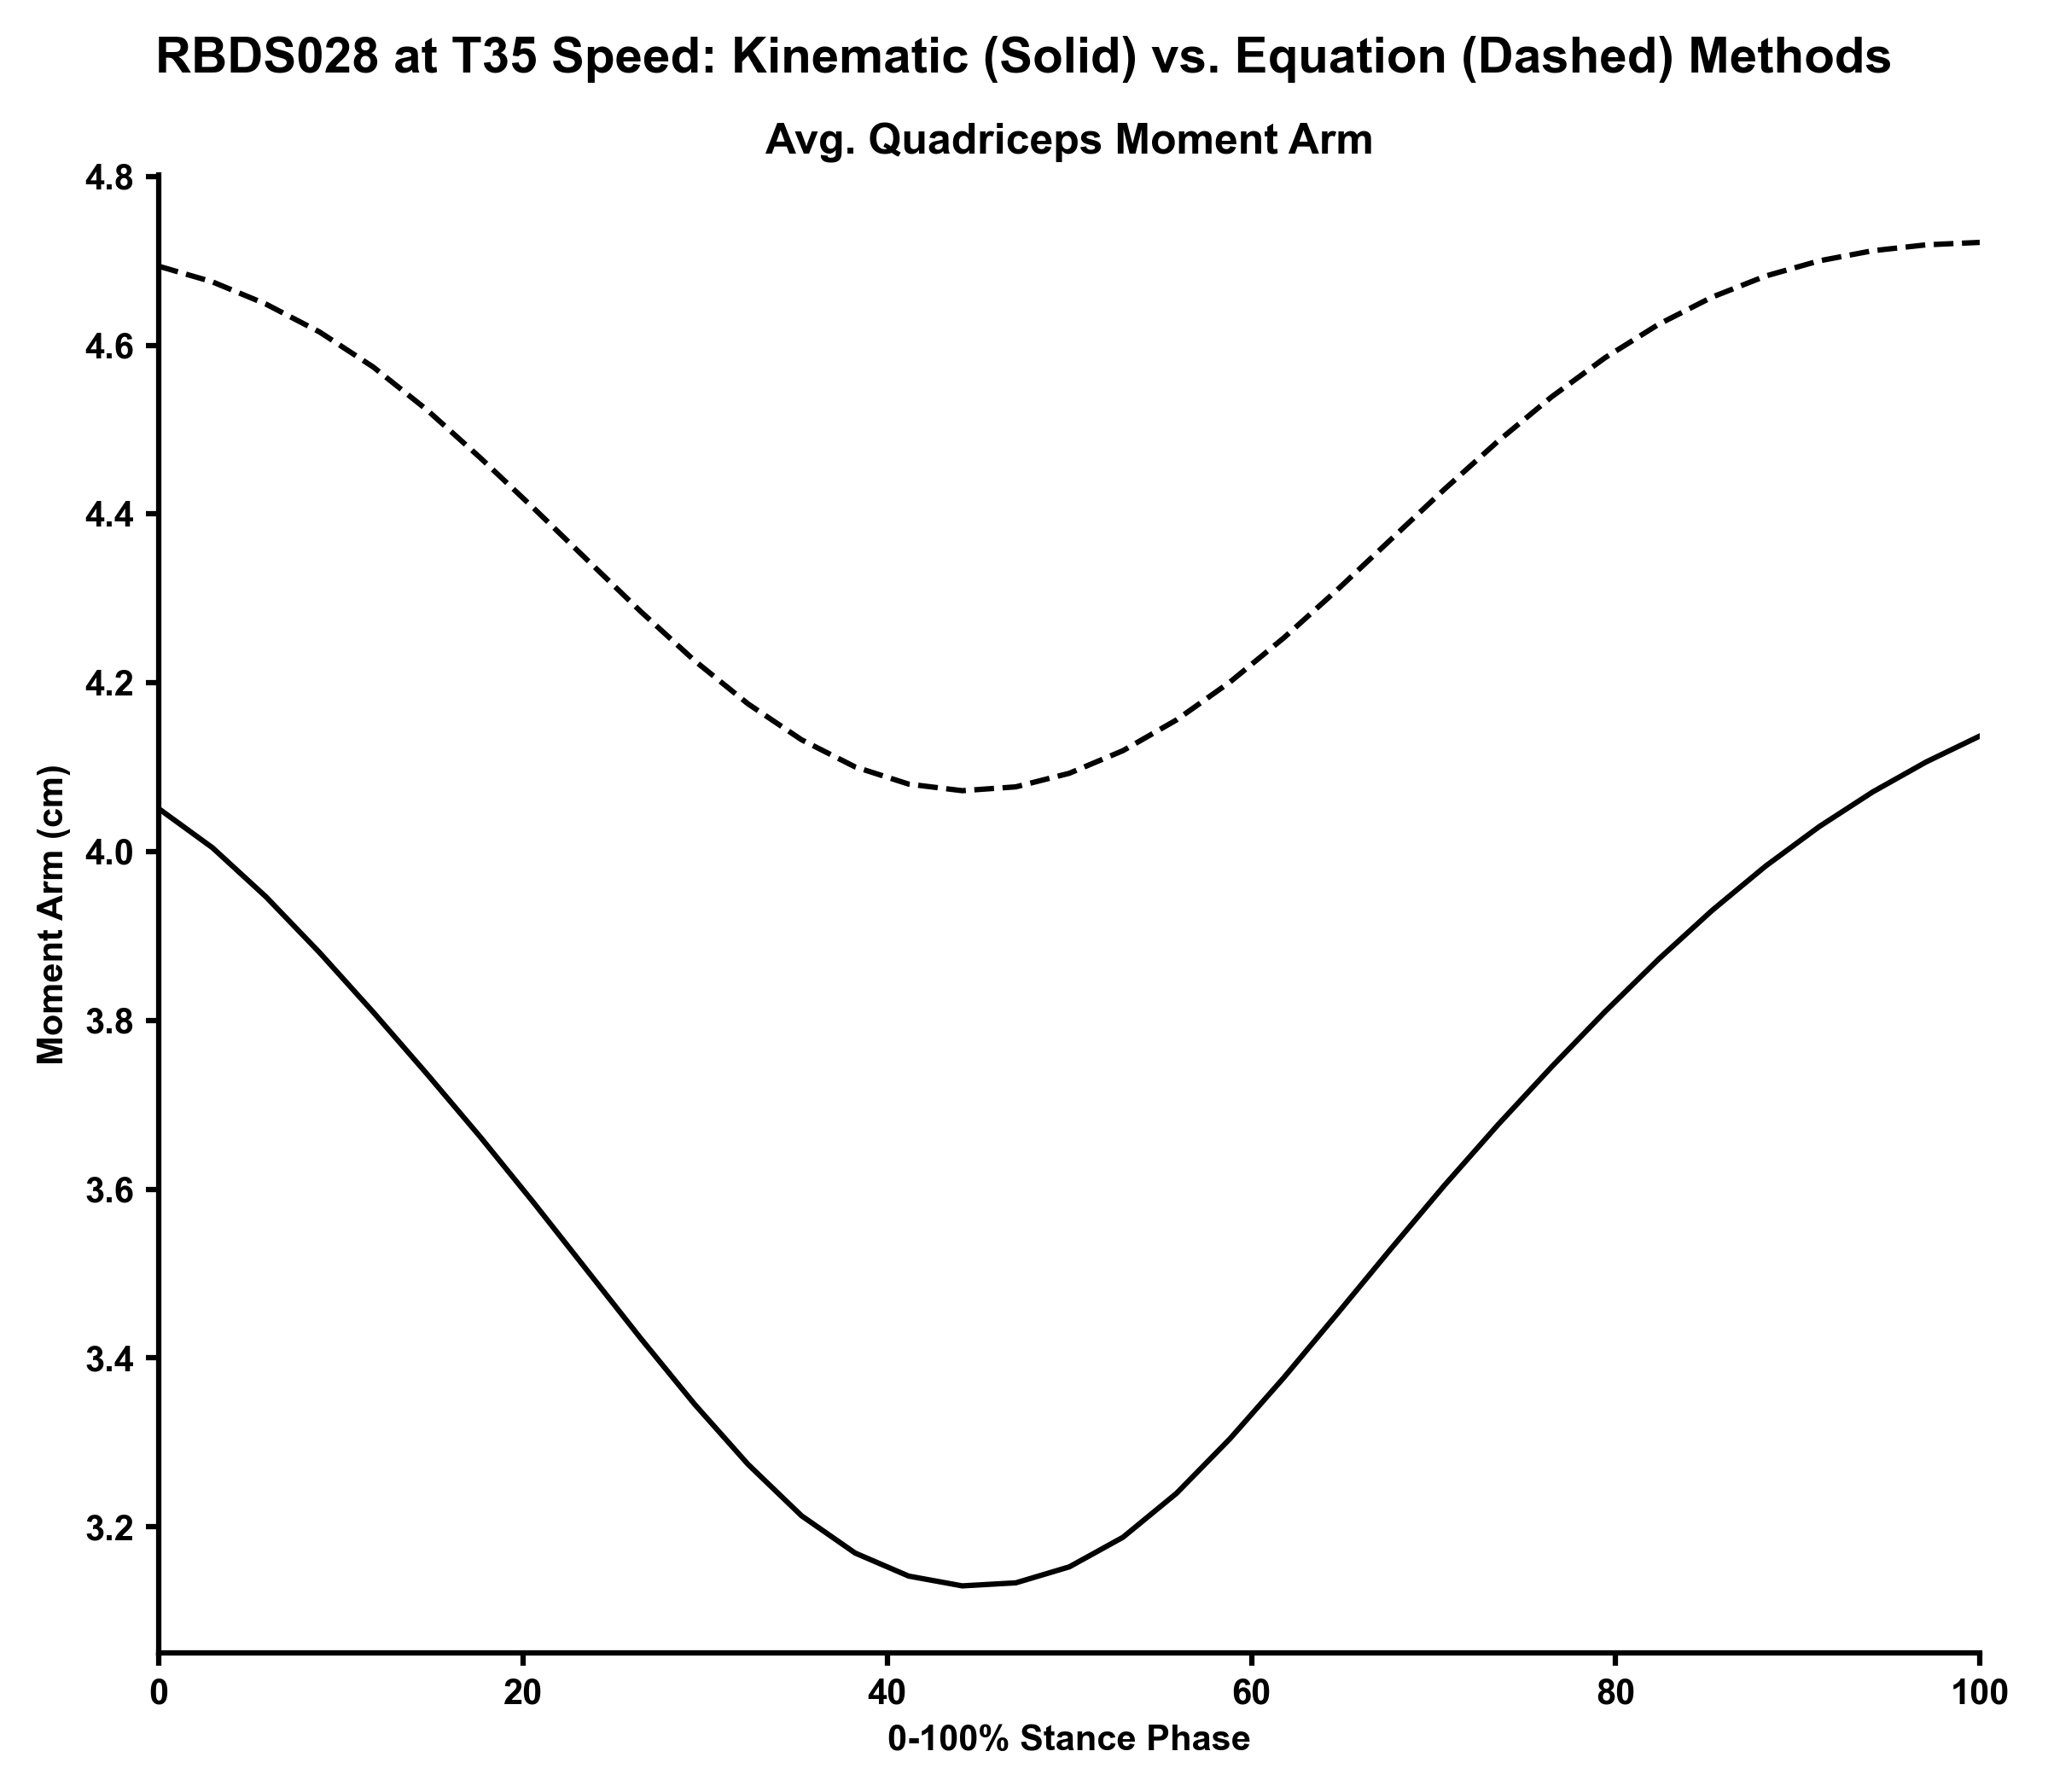 RBDS028 at T35 Speed: Kinematic (Solid) vs. Equation (Dashed) Methods
Avg. Quadriceps Moment Arm
4.8
4.6
4.4
4.2
4.0
3.8
3.6
3.4
3.2
Moment Arm (cm)
0 20 40 60 80 100
0-100% Stance Phase